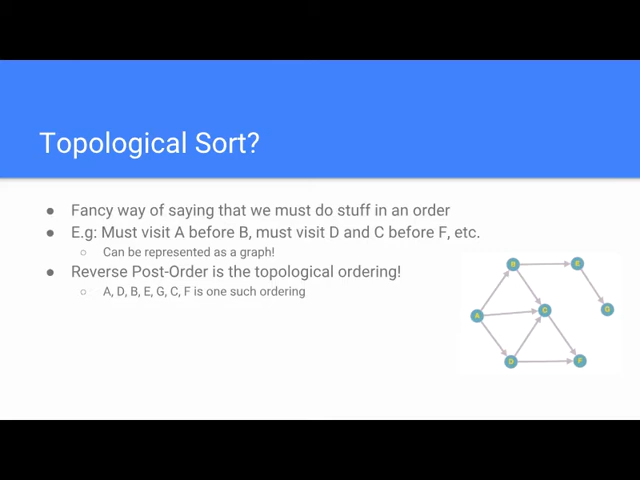 Topological Sort?
● Fancy way of saying that we must do stuff in an order
● E.g: Must visit A before B, must visit D and C before F, etc.
○ Can be represented as a graph!
● Reverse Post-Order is the topological ordering!
○ A, D, B, E, G, C, F is one such ordering
B E
A C G
D F